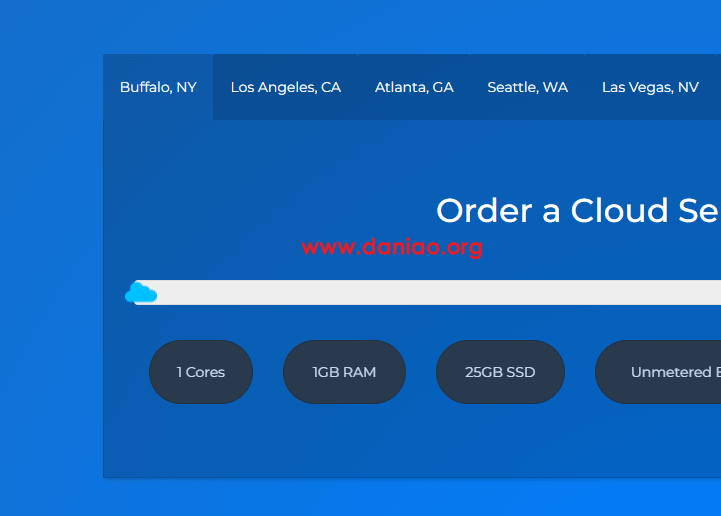 Buffalo, NY Los Angeles, CA Atlanta, GA Seattle, WA Las Vegas, NV
Order a Cloud Se
www.daniao.org
1 Cores 1GB RAM 25GB SSD Unmetered